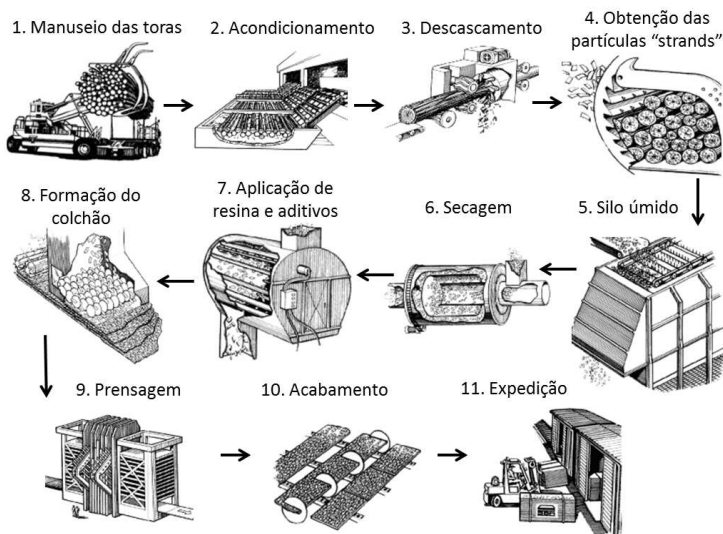 1. Manuseio das toras
2. Acondicionamento
3. Descascamento
4. Obtenção das
partículas “strands”
5. Silo úmido
6. Secagem
7. Aplicação de
resina e aditivos
8. Formação do
colchão
9. Prensagem
10. Acabamento
11. Expedição